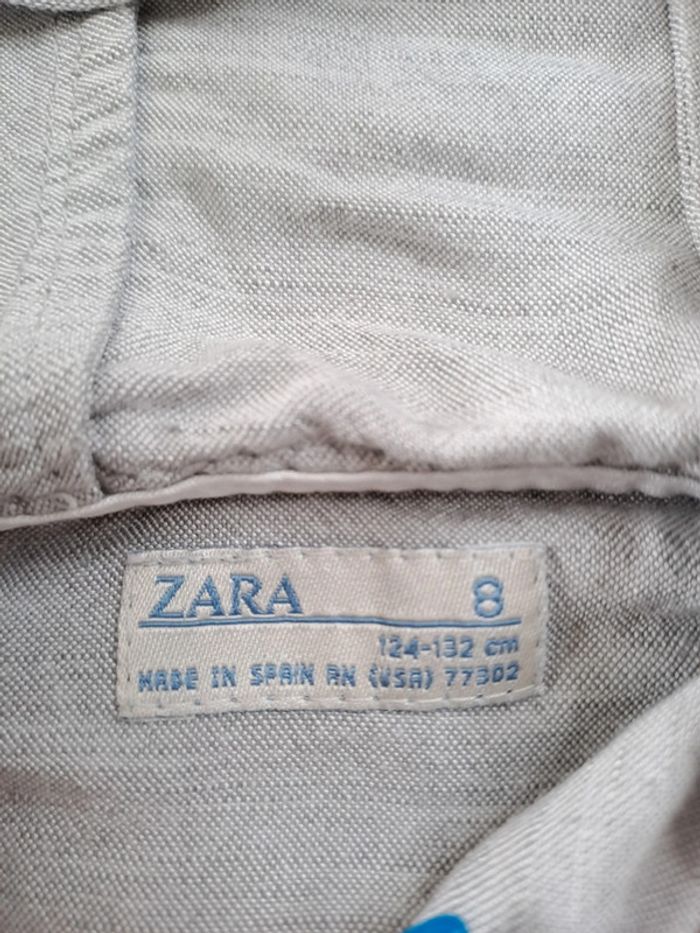 ZARA 8
124-132 cm
MADE IN SPAIN RN (USA) 77302